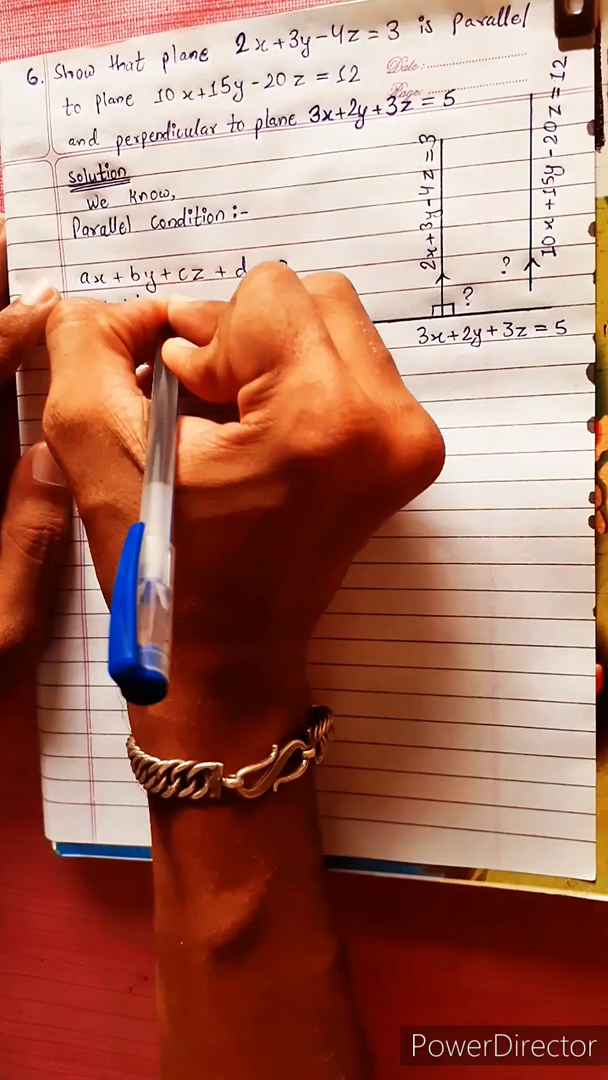 6. Show that plane 2x+3y-4z=3 is parallel
to plane 10x+15y-20z=12
Date:
Page:
and perpendicular to plane 3x+2y+3z=5
solution
We know,
Parallel condition:-
ax+by+cz+d
2x+3y-4z=3
10x+15y-20z=12
?
?
3x+2y+3z=5
PowerDirector